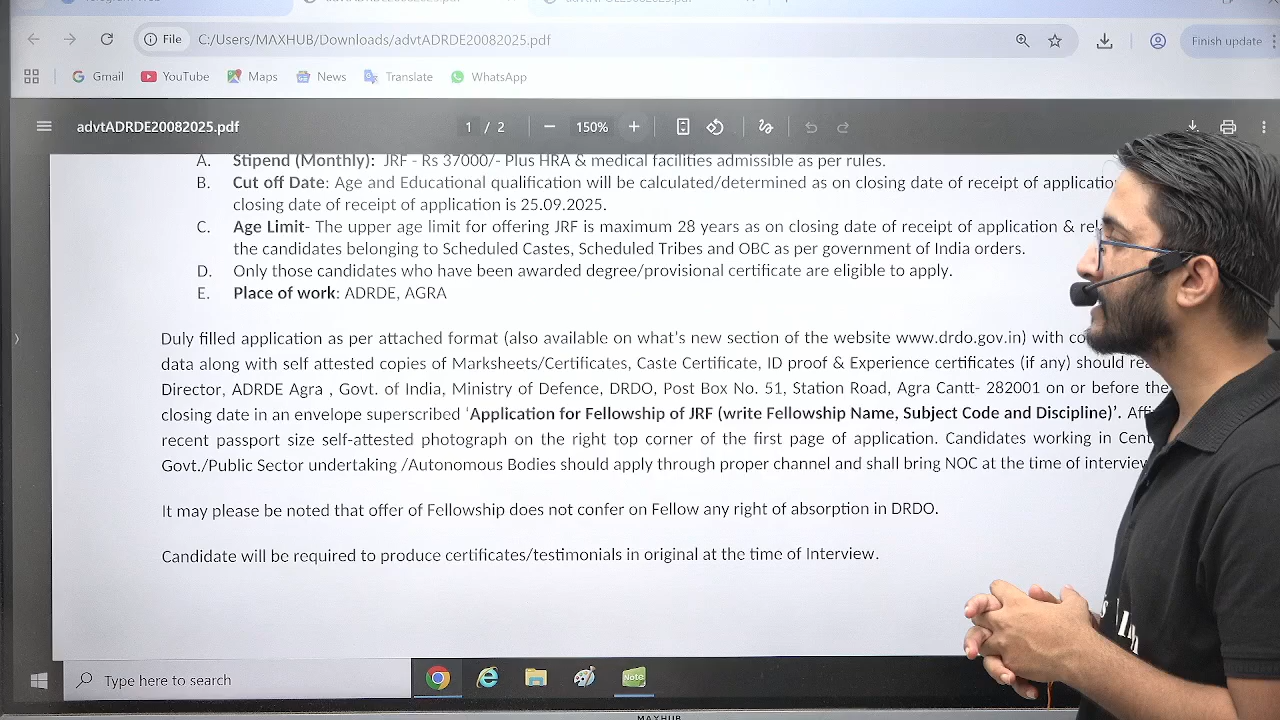 File C:/Users/MAXHUB/Downloads/advtADRDE20082025.pdf Finish update
Gmail YouTube Maps News Translate WhatsApp
advtADRDE20082025.pdf 1 / 2 150%
A. Stipend (Monthly): JRF - Rs 37000/- Plus HRA & medical facilities admissible as per rules.
B. Cut off Date: Age and Educational qualification will be calculated/determined as on closing date of receipt of
closing date of receipt of application is 25.09.2025.
C. Age Limit- The upper age limit for offering JRF is maximum 28 years as on closing date of receipt of application &
the candidates belonging to Scheduled Castes, Scheduled Tribes and OBC as per government of India orders.
D. Only those candidates who have been awarded degree/provisional certificate are eligible to apply.
E. Place of work: ADRDE, AGRA
Duly filled application as per attached format (also available on what's new section of the website www.drdo.gov.in) with
data along with self attested copies of Marksheets/Certificates, Caste Certificate, ID proof & Experience certificates (if any) should
Director, ADRDE Agra , Govt. of India, Ministry of Defence, DRDO, Post Box No. 51, Station Road, Agra Cantt- 282001 on or before the
closing date in an envelope superscribed 'Application for Fellowship of JRF (write Fellowship Name, Subject Code and Discipline)'.
recent passport size self-attested photograph on the right top corner of the first page of application. Candidates working in
Govt./Public Sector undertaking /Autonomous Bodies should apply through proper channel and shall bring NOC at the time of
It may please be noted that offer of Fellowship does not confer on Fellow any right of absorption in DRDO.
Candidate will be required to produce certificates/testimonials in original at the time of Interview.
Type here to search
Note
MAXHUB